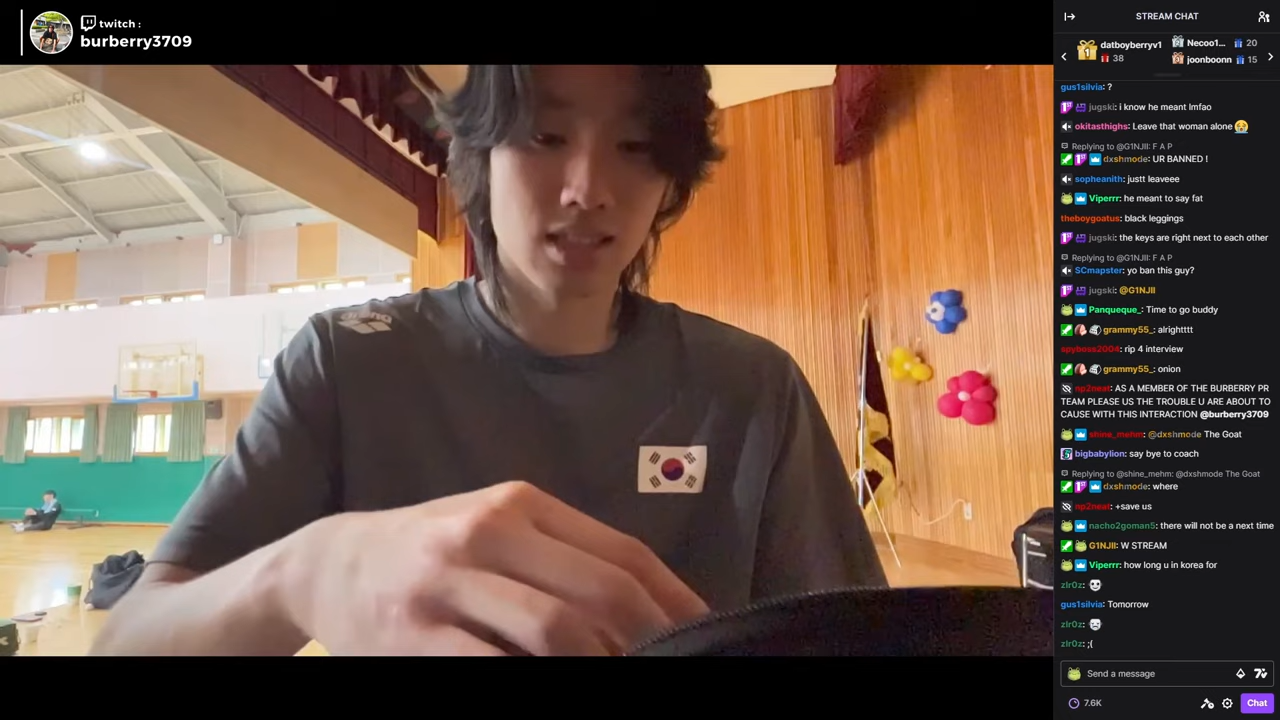 twitch :
burberry3709
STREAM CHAT
datboyberryv1
38
Necoo1... 20
joonboonn 15
gus1silvia: ?
jugski: i know he meant lmfao
okitasthighs: Leave that woman alone 😭
Replying to @G1NJII: F A P
dxshmode: UR BANNED !
sopheanith: justt leaveee
Viperrr: he meant to say fat
theboygoatus: black leggings
jugski: the keys are right next to each other
Replying to @G1NJII: F A P
SCmapster: yo ban this guy?
jugski: @G1NJII
Panqueque_: Time to go buddy
grammy55_: alrightttt
spyboss2004: rip 4 interview
grammy55_: onion
np2neal: AS A MEMBER OF THE BURBERRY PR
TEAM PLEASE US THE TROUBLE U ARE ABOUT TO
CAUSE WITH THIS INTERACTION @burberry3709
shine_mehm: @dxshmode The Goat
bigbabylion: say bye to coach
Replying to @shine_mehm: @dxshmode The Goat
dxshmode: where
np2neal: +save us
nacho2goman5: there will not be a next time
G1NJII: W STREAM
Viperrr: how long u in korea for
zlr0z:
gus1silvia: Tomorrow
zlr0z:
zlr0z: ;(
Send a message
7.6K
Chat